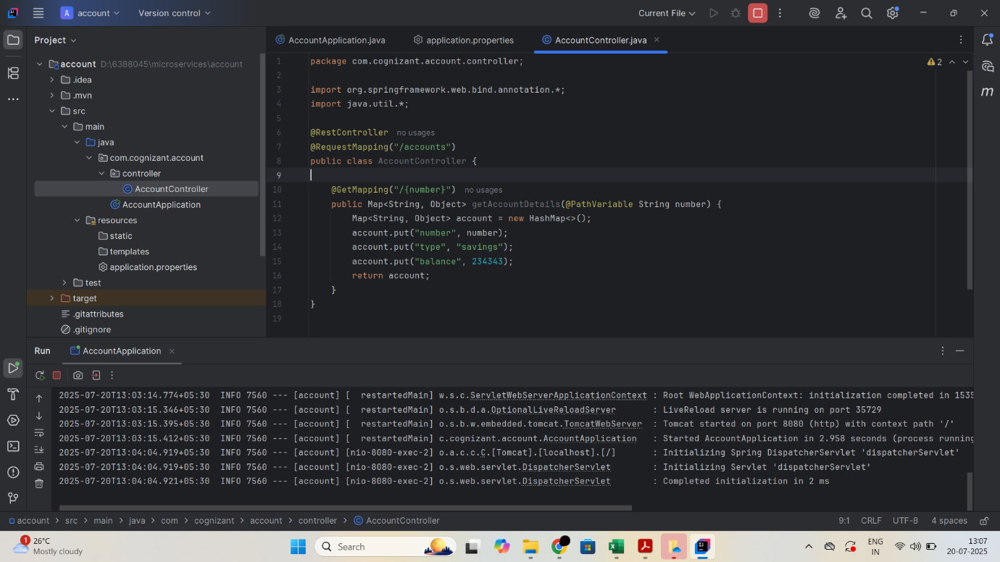 A account Version control Current File
Project
account D:\6388045\microservices\account
.idea
.mvn
src
main
java
com.cognizant.account
controller
AccountController
AccountApplication
resources
static
templates
application.properties
test
target
.gitattributes
.gitignore
AccountApplication.java application.properties AccountController.java
2
1 package com.cognizant.account.controller;
2
3 import org.springframework.web.bind.annotation.*;
4 import java.util.*;
5
6 @RestController no usages
7 @RequestMapping("/accounts")
8 public class AccountController {
9
10 @GetMapping("/{number}") no usages
11 public Map<String, Object> getAccountDetails(@PathVariable String number) {
12 Map<String, Object> account = new HashMap<>();
13 account.put("number", number);
14 account.put("type", "savings");
15 account.put("balance", 234343);
16 return account;
17 }
18 }
19
Run AccountApplication
2025-07-20T13:03:14.774+05:30 INFO 7560 --- [account] [ restartedMain] w.s.c.ServletWebServerApplicationContext : Root WebApplicationContext: initialization completed in 1535
2025-07-20T13:03:15.346+05:30 INFO 7560 --- [account] [ restartedMain] o.s.b.d.a.OptionalLiveReloadServer : LiveReload server is running on port 35729
2025-07-20T13:03:15.395+05:30 INFO 7560 --- [account] [ restartedMain] o.s.b.w.embedded.tomcat.TomcatWebServer : Tomcat started on port 8080 (http) with context path '/'
2025-07-20T13:03:15.412+05:30 INFO 7560 --- [account] [ restartedMain] c.cognizant.account.AccountApplication : Started AccountApplication in 2.958 seconds (process running
2025-07-20T13:04:04.919+05:30 INFO 7560 --- [account] [nio-8080-exec-2] o.a.c.c.C.[Tomcat].[localhost].[/] : Initializing Spring DispatcherServlet 'dispatcherServlet'
2025-07-20T13:04:04.919+05:30 INFO 7560 --- [account] [nio-8080-exec-2] o.s.web.servlet.DispatcherServlet : Initializing Servlet 'dispatcherServlet'
2025-07-20T13:04:04.921+05:30 INFO 7560 --- [account] [nio-8080-exec-2] o.s.web.servlet.DispatcherServlet : Completed initialization in 2 ms
account > src > main > java > com > cognizant > account > controller > AccountController 9:1 CRLF UTF-8 4 spaces
1 26°C
Mostly cloudy
Search
ENG
IN
13:07
20-07-2025